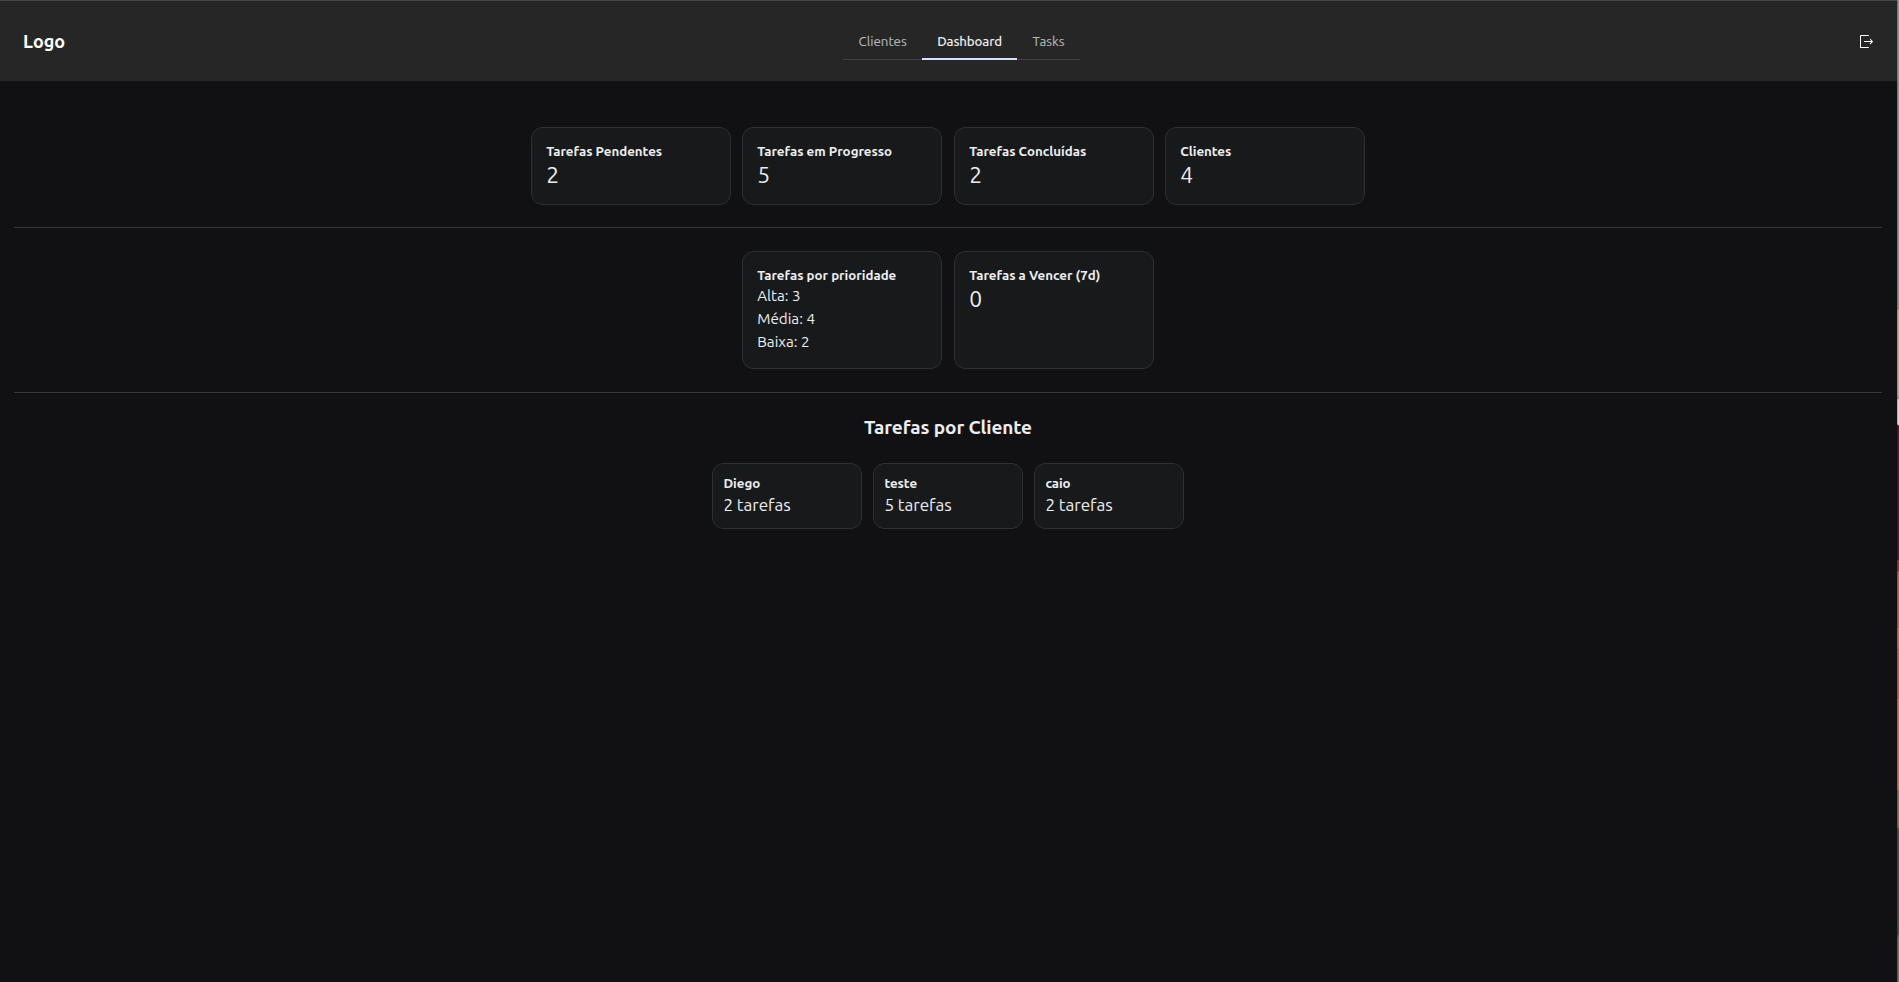 Logo
Clientes
Dashboard
Tasks
Tarefas Pendentes
2
Tarefas em Progresso
5
Tarefas Concluídas
2
Clientes
4
Tarefas por prioridade
Alta: 3
Média: 4
Baixa: 2
Tarefas a Vencer (7d)
0
Tarefas por Cliente
Diego
2 tarefas
teste
5 tarefas
caio
2 tarefas